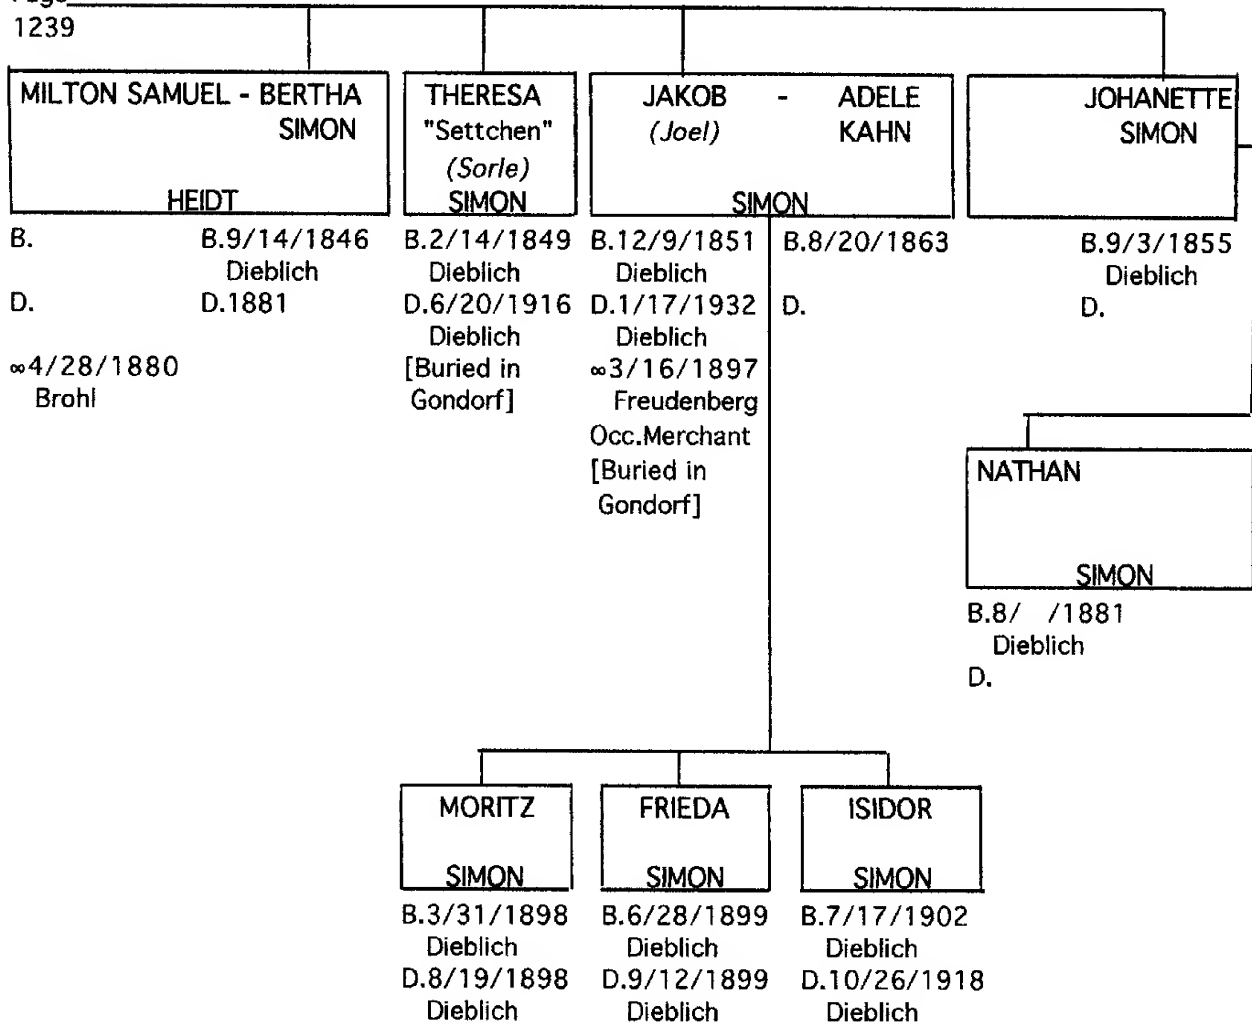 1239
MILTON SAMUEL - BERTHA
SIMON
HEIDT
B. B.9/14/1846
Dieblich
D. D.1881
∞4/28/1880
Brohl
THERESA
"Settchen"
(Sorle)
SIMON
B.2/14/1849
Dieblich
D.6/20/1916
Dieblich
[Buried in
Gondorf]
JAKOB - ADELE
(Joel) KAHN
SIMON
B.12/9/1851 B.8/20/1863
Dieblich
D.1/17/1932 D.
Dieblich
∞3/16/1897
Freudenberg
Occ.Merchant
[Buried in
Gondorf]
JOHANETTE
SIMON
B.9/3/1855
Dieblich
D.
NATHAN
SIMON
B.8/ /1881
Dieblich
D.
MORITZ
SIMON
B.3/31/1898
Dieblich
D.8/19/1898
Dieblich
FRIEDA
SIMON
B.6/28/1899
Dieblich
D.9/12/1899
Dieblich
ISIDOR
SIMON
B.7/17/1902
Dieblich
D.10/26/1918
Dieblich